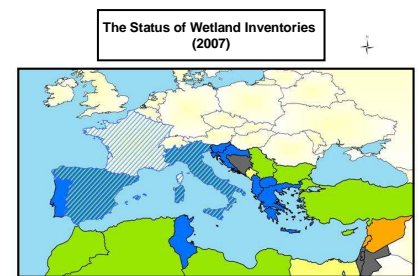 The Status of Wetland Inventories
(2007)
N